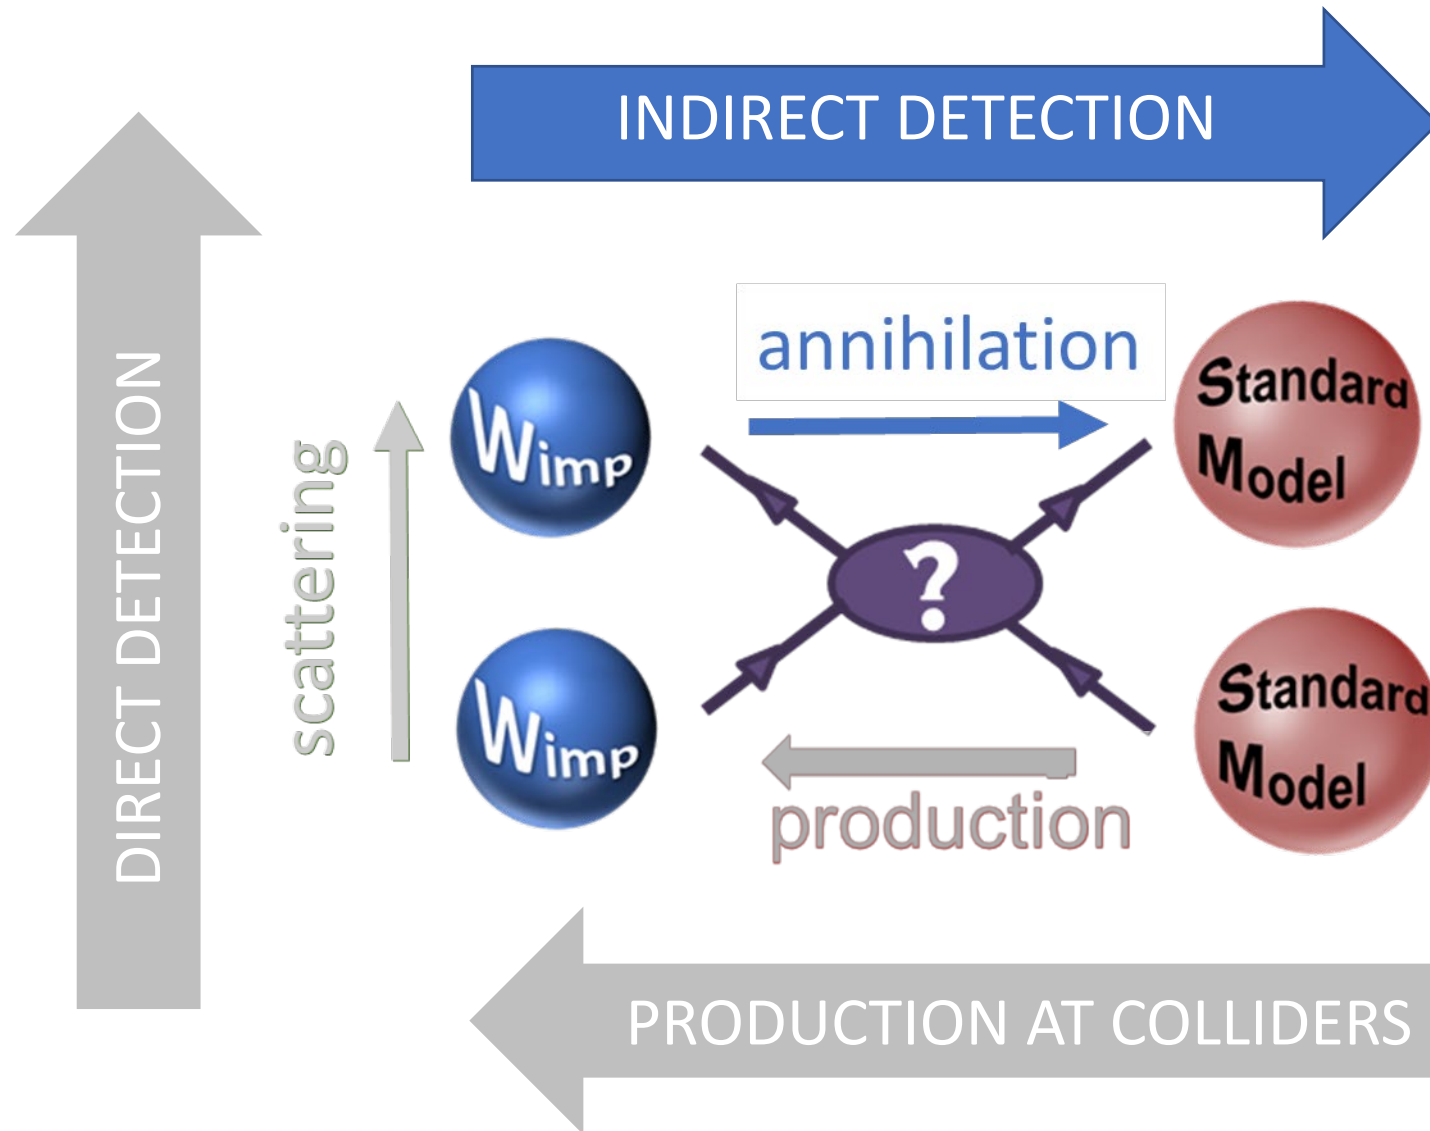 INDIRECT DETECTION
DIRECT DETECTION
scattering
annihilation
Wimp
Standard
Model
?
Wimp
Standard
Model
production
PRODUCTION AT COLLIDERS